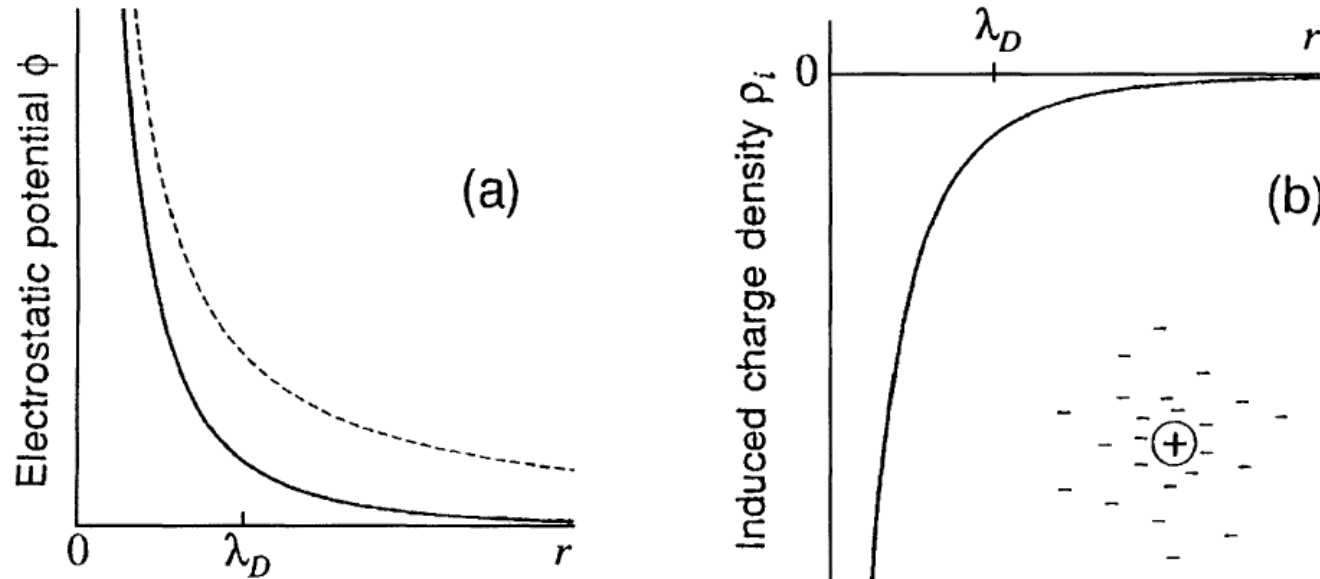 Electrostatic potential ϕ
(a)
0
λ_D
r
Induced charge density ρ_i
0
λ_D
r
(b)
+